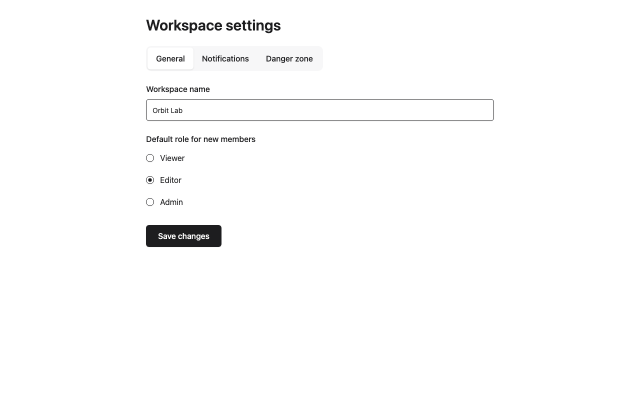 Workspace settings
General Notifications Danger zone
Workspace name
Orbit Lab
Default role for new members
Viewer
Editor
Admin
Save changes